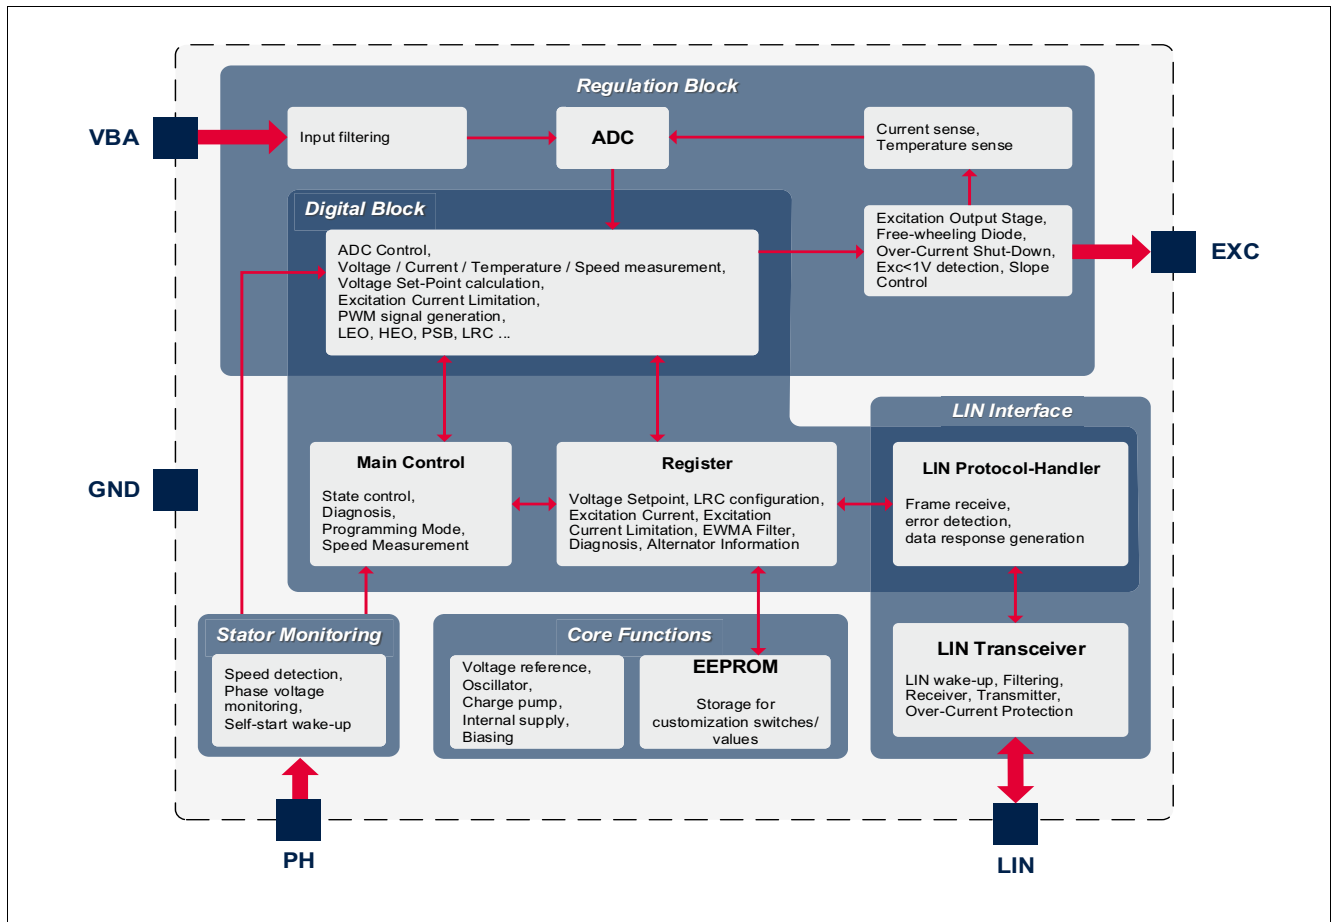 Regulation Block
VBA
Input filtering
ADC
Current sense,
Temperature sense
Digital Block
ADC Control,
Voltage / Current / Temperature / Speed measurement,
Voltage Set-Point calculation,
Excitation Current Limitation,
PWM signal generation,
LEO, HEO, PSB, LRC ...
Excitation Output Stage,
Free-wheeling Diode,
Over-Current Shut-Down,
Exc<1V detection, Slope
Control
EXC
GND
Main Control
State control,
Diagnosis,
Programming Mode,
Speed Measurement
Register
Voltage Setpoint, LRC configuration,
Excitation Current, Excitation
Current Limitation, EWMA Filter,
Diagnosis, Alternator Information
LIN Interface
LIN Protocol-Handler
Frame receive,
error detection,
data response generation
Stator Monitoring
Speed detection,
Phase voltage
monitoring,
Self-start wake-up
Core Functions
Voltage reference,
Oscillator,
Charge pump,
Internal supply,
Biasing
EEPROM
Storage for
customization switches/
values
LIN Transceiver
LIN wake-up, Filtering,
Receiver, Transmitter,
Over-Current Protection
PH
LIN